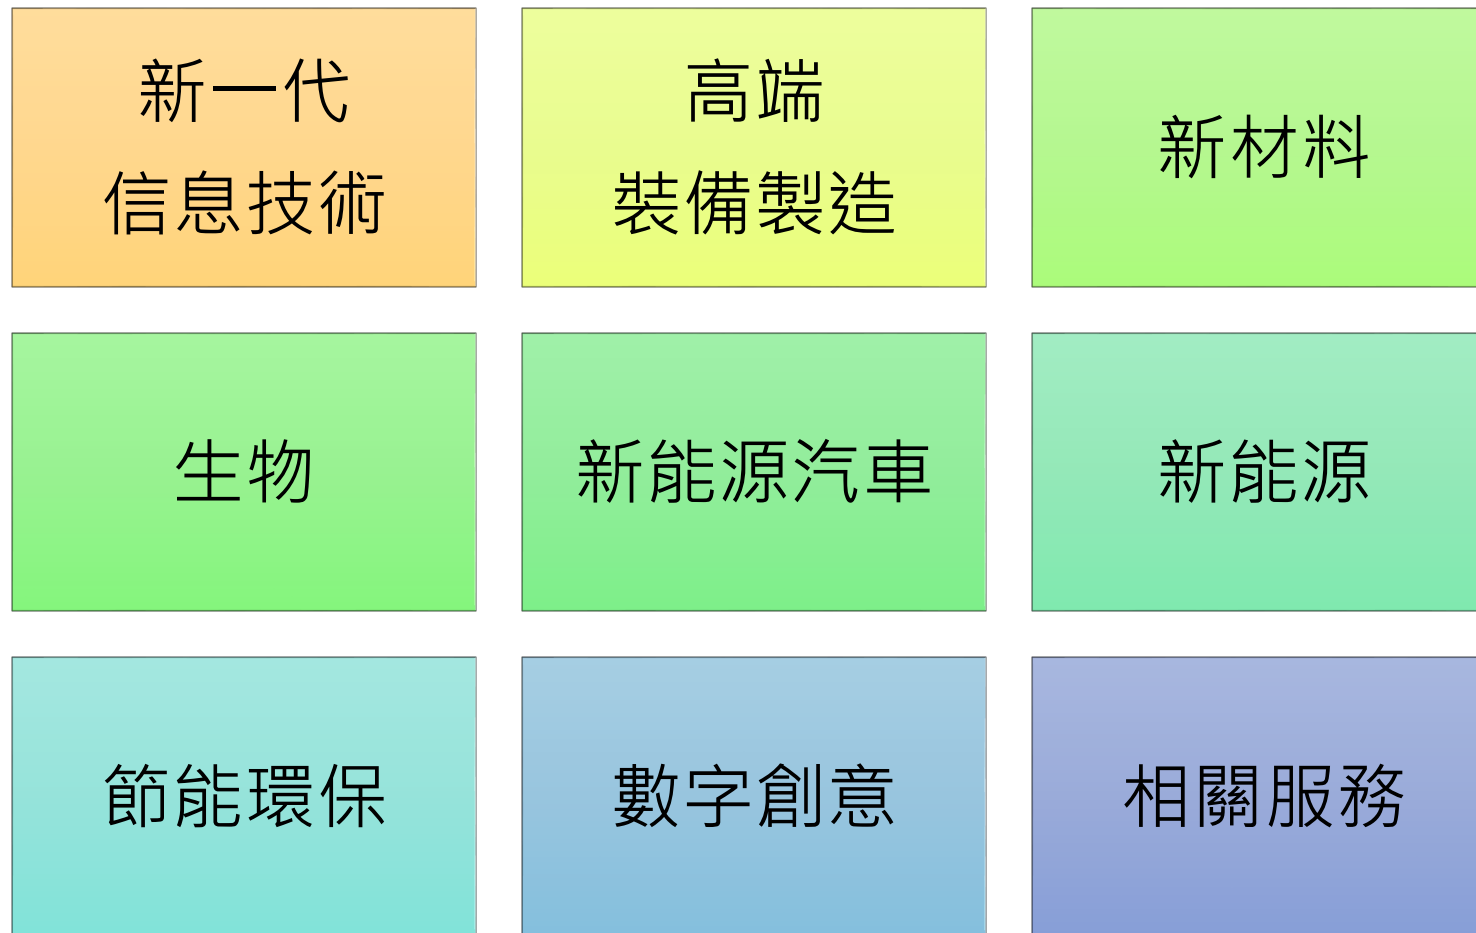 新一代
信息技術
高端
裝備製造
新材料
生物
新能源汽車
新能源
節能環保
數字創意
相關服務